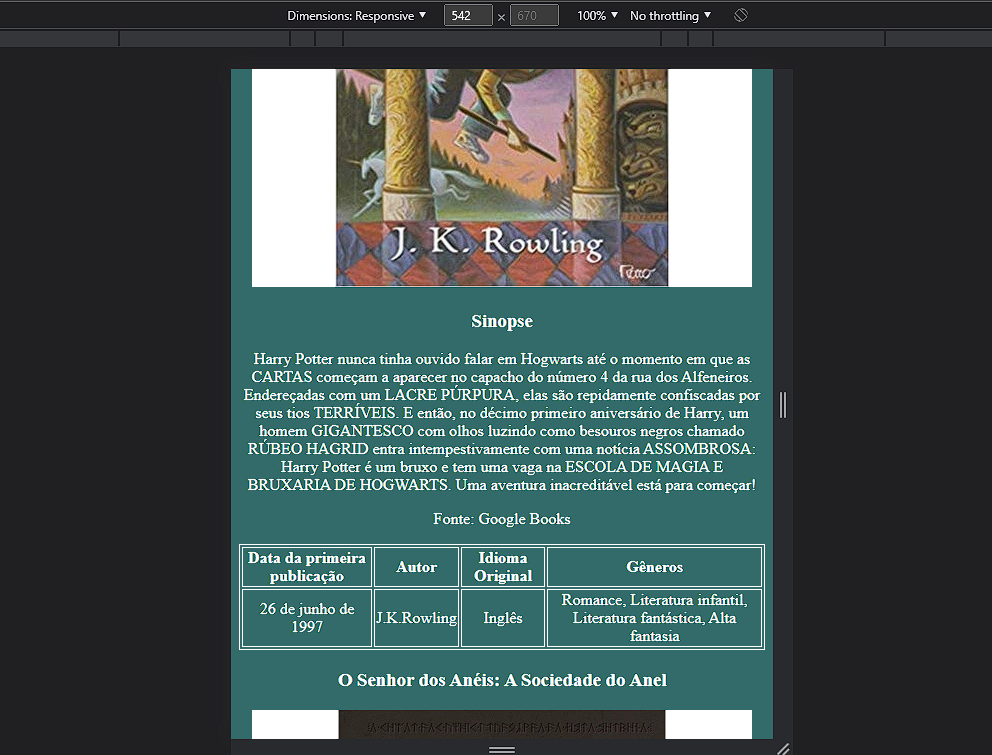 Dimensions: Responsive ▼ 542 × 670 100% ▼ No throttling ▼
J. K. Rowling
Sinopse
Harry Potter nunca tinha ouvido falar em Hogwarts até o momento em que as
CARTAS começam a aparecer no capacho do número 4 da rua dos Alfeneiros.
Endereçadas com um LACRE PÚRPURA, elas são repidamente confiscadas por
seus tios TERRÍVEIS. E então, no décimo primeiro aniversário de Harry, um
homem GIGANTESCO com olhos luzindo como besouros negros chamado
RÚBEO HAGRID entra intempestivamente com uma notícia ASSOMBROSA:
Harry Potter é um bruxo e tem uma vaga na ESCOLA DE MAGIA E
BRUXARIA DE HOGWARTS. Uma aventura inacreditável está para começar!
Fonte: Google Books
Data da primeira
publicação
Autor
Idioma
Original
Gêneros
26 de junho de
1997
J.K.Rowling
Inglês
Romance, Literatura infantil,
Literatura fantástica, Alta
fantasia
O Senhor dos Anéis: A Sociedade do Anel